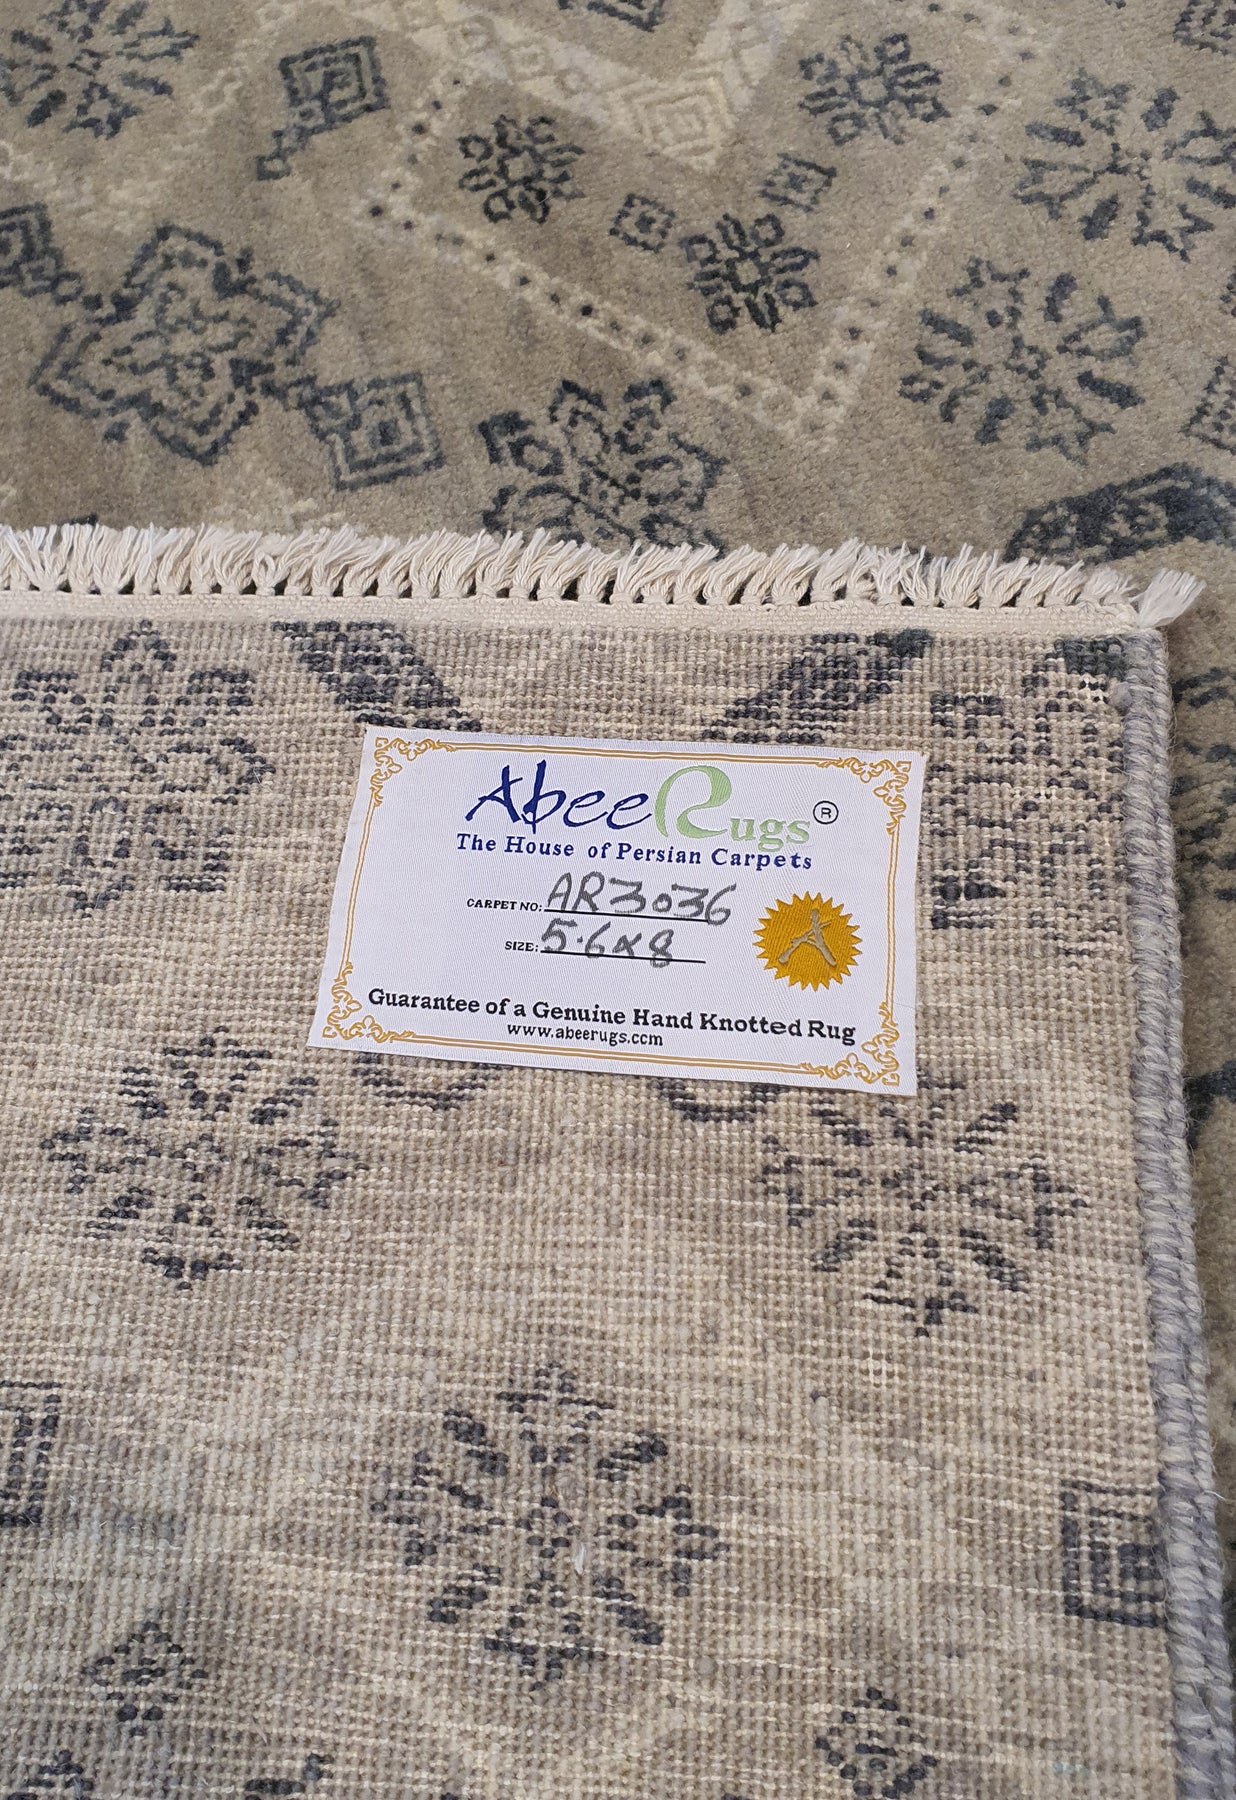 AbeeRugs®
The House of Persian Carpets
CARPET NO: AR3036
SIZE: 5.6x8
Guarantee of a Genuine Hand Knotted Rug
www.abeerugs.com